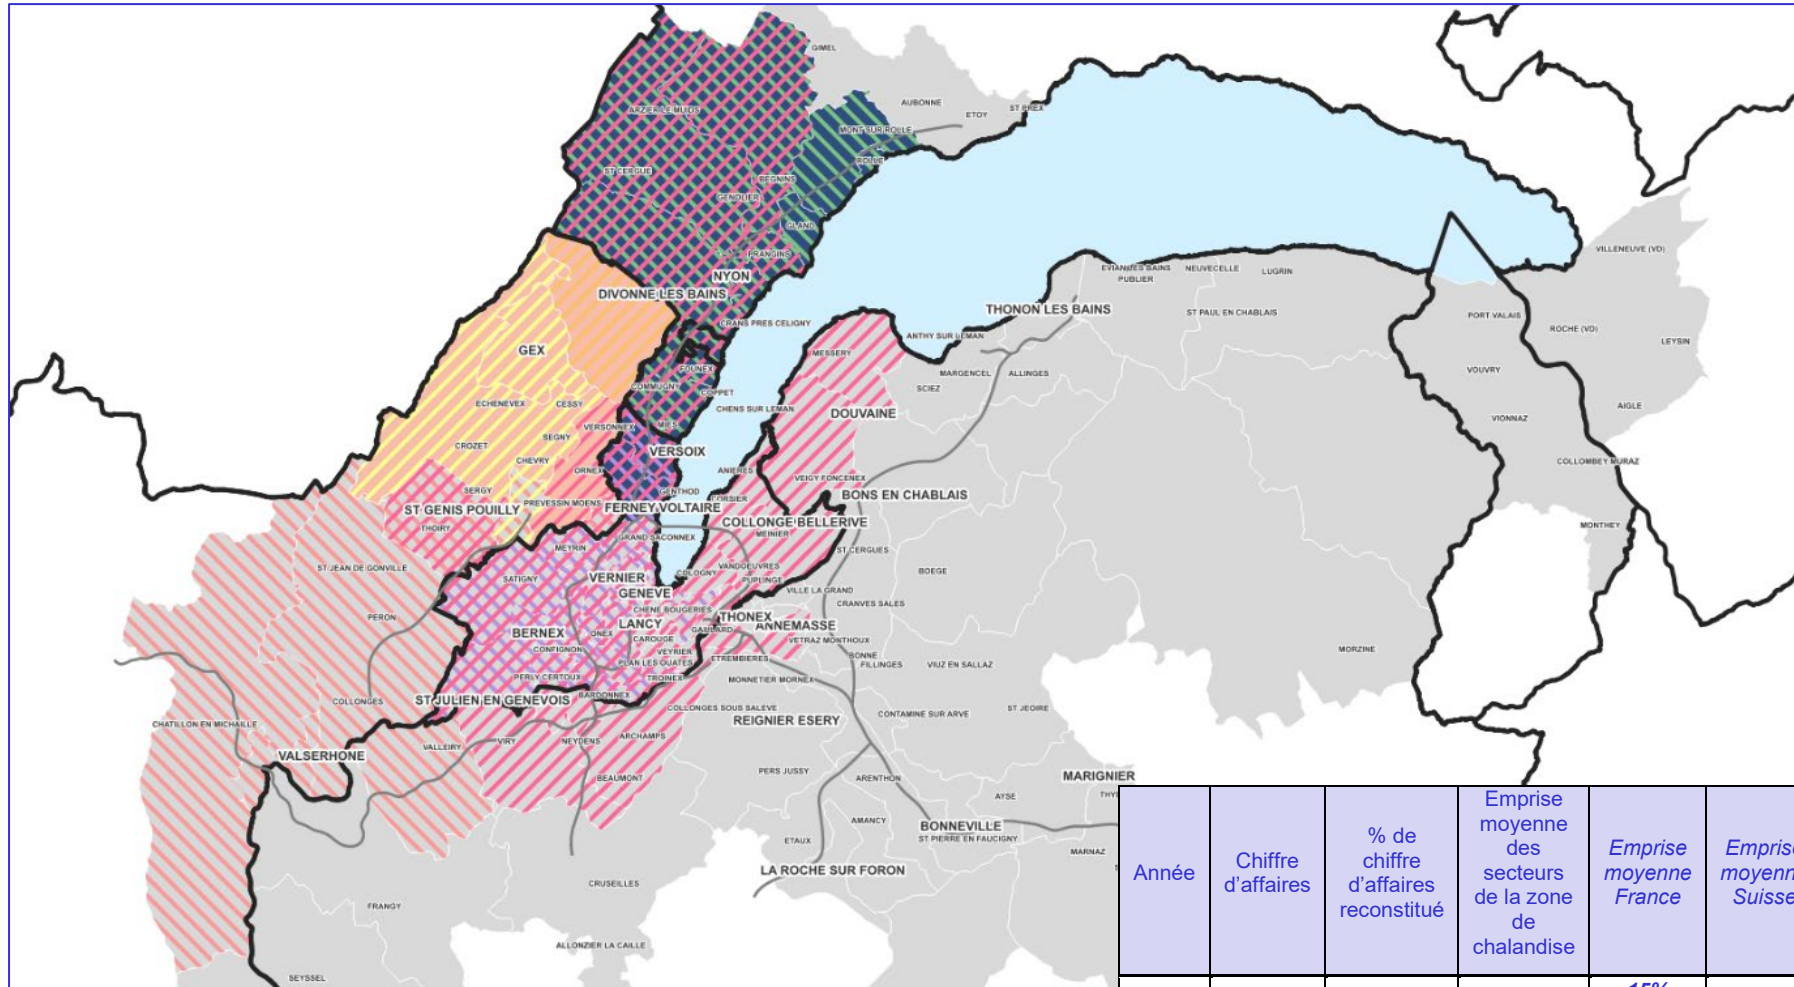 GIMEL
AUBONNE
ETOY
ST PREX
ARZIER-LE MUIDS
MONT SUR ROLLE
ROLLE
ST CERGUE
BEGINS
GENOLIER
GLAND
PRANGINS
NYON
DIVONNE LES BAINS
VILLENEUVE (VD)
EVIAN LES BAINS
NEUVECELLE
LUGRIN
PUBLIER
THONON LES BAINS
ST PAUL EN CHABLAIS
PORT VALAIS
ROCHE (VD)
LEYSIN
CRANS PRES CELIGNY
ANTHY SUR LEMAN
GEX
MESSERY
MARGENCEL
ALLINGES
VOUVRY
FOUNEX
COMMUGNY
COPPET
SCIEZ
ECHENEVEX
CESSY
CHENS SUR LEMAN
DOUVAINE
AIGLE
VIONNAZ
VERSONNEX
MIES
CROZET
SEGNY
VERSOIX
CHEVRY
COLLOMBEY MURAZ
ORNEX
ANIERES
VEIGY FONCENEX
SERGY
GENTHOD
CORSIER
BONS EN CHABLAIS
PREVESSIN MOENS
ST GENIS POUILLY
FERNEY VOLTAIRE
THOIRY
COLLONGE BELLERIVE
MEINIER
MONTHEY
GRAND SACONNEX
MEYRIN
ST CERGUES
ST JEAN DE GONVILLE
SATIGNY
VERNIER
COLOGNY
VANDOEUVRES
PUPLINGE
BOEGE
GENEVE
VILLE LA GRAND
CRANVES SALES
PERON
CHENE BOUGERIES
THONEX
ANNEMASSE
BERNEX
ONEX
LANCY
GAILLARD
CAROUGE
VETRAZ MONTHOUX
CONFIGNON
VEYRIER
MORZINE
BONNE
PLAN LES OUATES
ETREMBIERES
FILLINGES
VIUZ EN SALLAZ
PERLY CERTOUX
TROINEX
MONNETIER MORNEX
BARDONNEX
COLLONGES
ST JULIEN EN GENEVOIS
COLLONGES SOUS SALEVE
ST JEOIRE
CHATILLON EN MICHAILLE
REIGNIER ESERY
CONTAMINE SUR ARVE
VIRY
NEYDENS
ARCHAMPS
VALLEIRY
VALSERHONE
BEAUMONT
PERS JUSSY
ARENTHON
MARIGNIER
AYSE
AMANCY
BONNEVILLE
ETAUX
ST PIERRE EN FAUCIGNY
MARNAZ
LA ROCHE SUR FORON
CRUSEILLES
FRANGY
ALLONZIER LA CAILLE
SEYSSEL
Année
Chiffre
d'affaires
% de
chiffre
d'affaires
reconstitué
Emprise
moyenne
des
secteurs
de la zone
de
chalandise
Emprise
moyenne
France
Emprise
moyenne
Suisse
15%